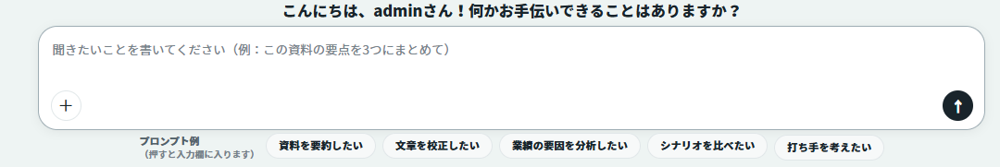 こんにちは、adminさん！何かお手伝いできることはありますか？
聞きたいことを書いてください（例：この資料の要点を3つにまとめて）
プロンプト例
（押すと入力欄に入ります）
資料を要約したい
文章を校正したい
業績の要因を分析したい
シナリオを比べたい
打ち手を考えたい